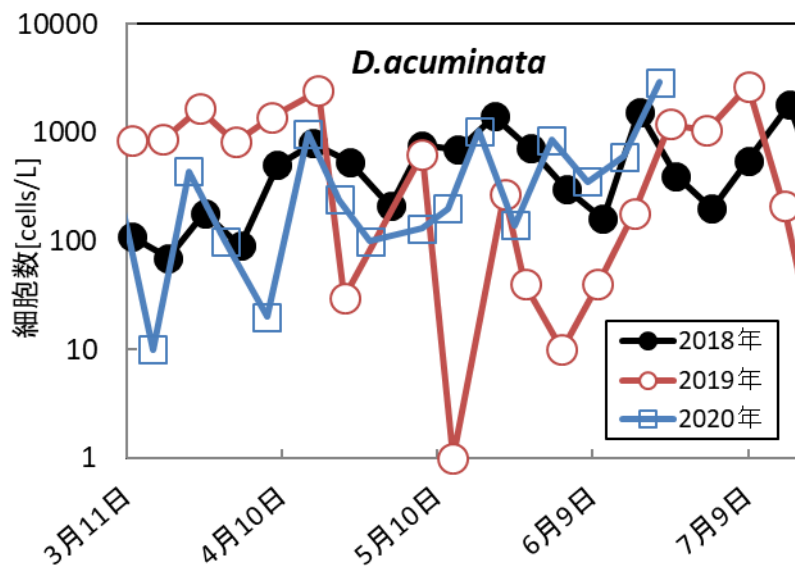 D.acuminata
細胞数[cells/L]
10000
1000
100
10
1
3月11日
4月10日
5月10日
6月9日
7月9日
2018年
2019年
2020年